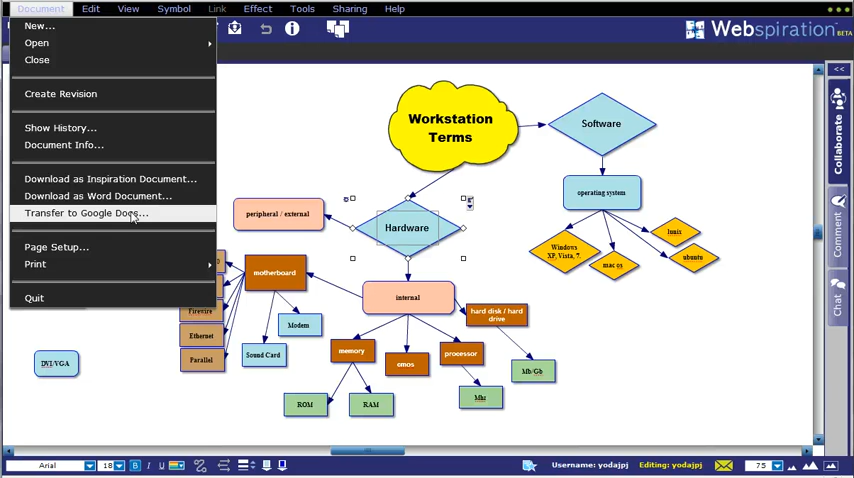 Document Edit View Symbol Link Effect Tools Sharing Help
Webspiration
BETA
New...
Open
Close
Create Revision
Show History...
Document Info...
Download as Inspiration Document...
Download as Word Document...
Transfer to Google Docs...
Page Setup...
Print
Quit
Workstation
Terms
Software
operating system
Windows
XP, Vista, 7.
mac os
lunix
ubuntu
peripheral / external
Hardware
internal
motherboard
Firewire
Ethernet
Parallel
Modem
Sound Card
DVI/VGA
memory
cmos
processor
hard disk / hard
drive
ROM
RAM
Mhz
Mb/Gb
<<
Collaborate
Comment
Chat
Arial 18 B I U
Username: yodajpj Editing: yodajpj 75